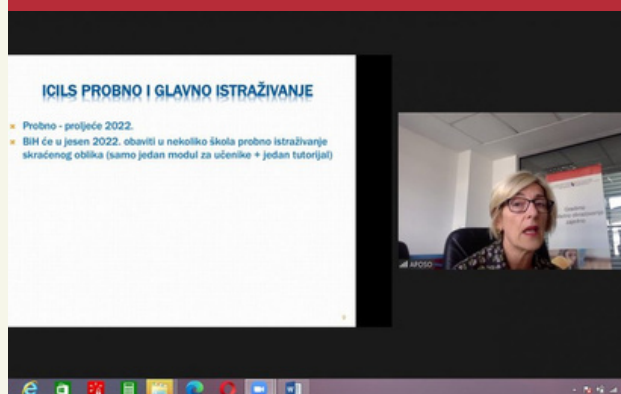 ICILS PROBNO I GLAVNO ISTRAŽIVANJE
Probno - proljeće 2022.
BiH će u jesen 2022. obaviti u nekoliko škola probno istraživanje
skraćenog oblika (samo jedan modul za učenike + jedan tutorijal)
APOSO